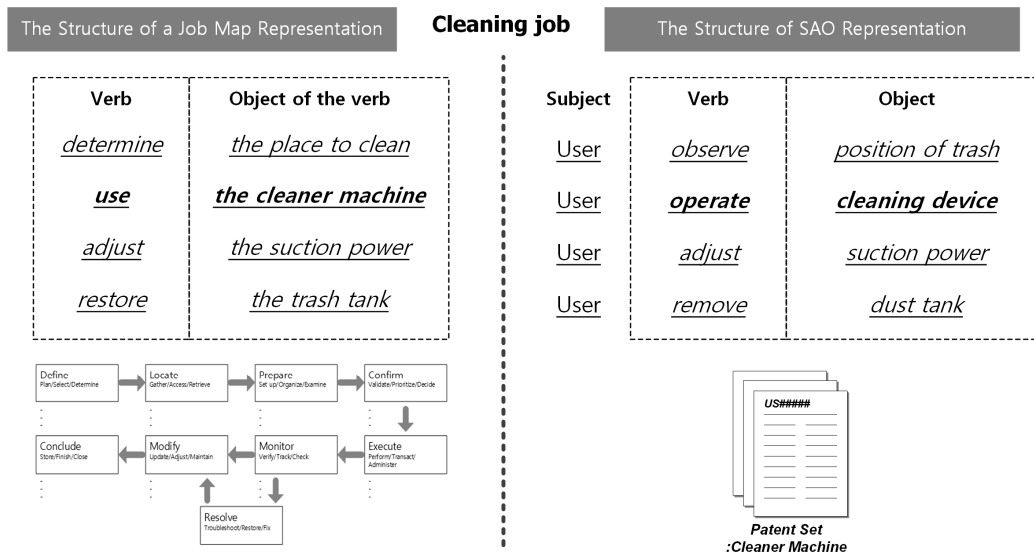 The Structure of a Job Map Representation
Cleaning job
The Structure of SAO Representation
Verb Object of the verb
determine the place to clean
use the cleaner machine
adjust the suction power
restore the trash tank
Subject Verb Object
User observe position of trash
User operate cleaning device
User adjust suction power
User remove dust tank
Define
Plan/Select/Determine
Locate
Gather/Access/Retrieve
Prepare
Set up/Organize/Examine
Confirm
Validate/Prioritize/Decide
Conclude
Store/Finish/Close
Modify
Update/Adjust/Maintain
Monitor
Verify/Track/Check
Execute
Perform/Transact/
Administer
Resolve
Troubleshoot/Restore/Fix
US#####
Patent Set
:Cleaner Machine